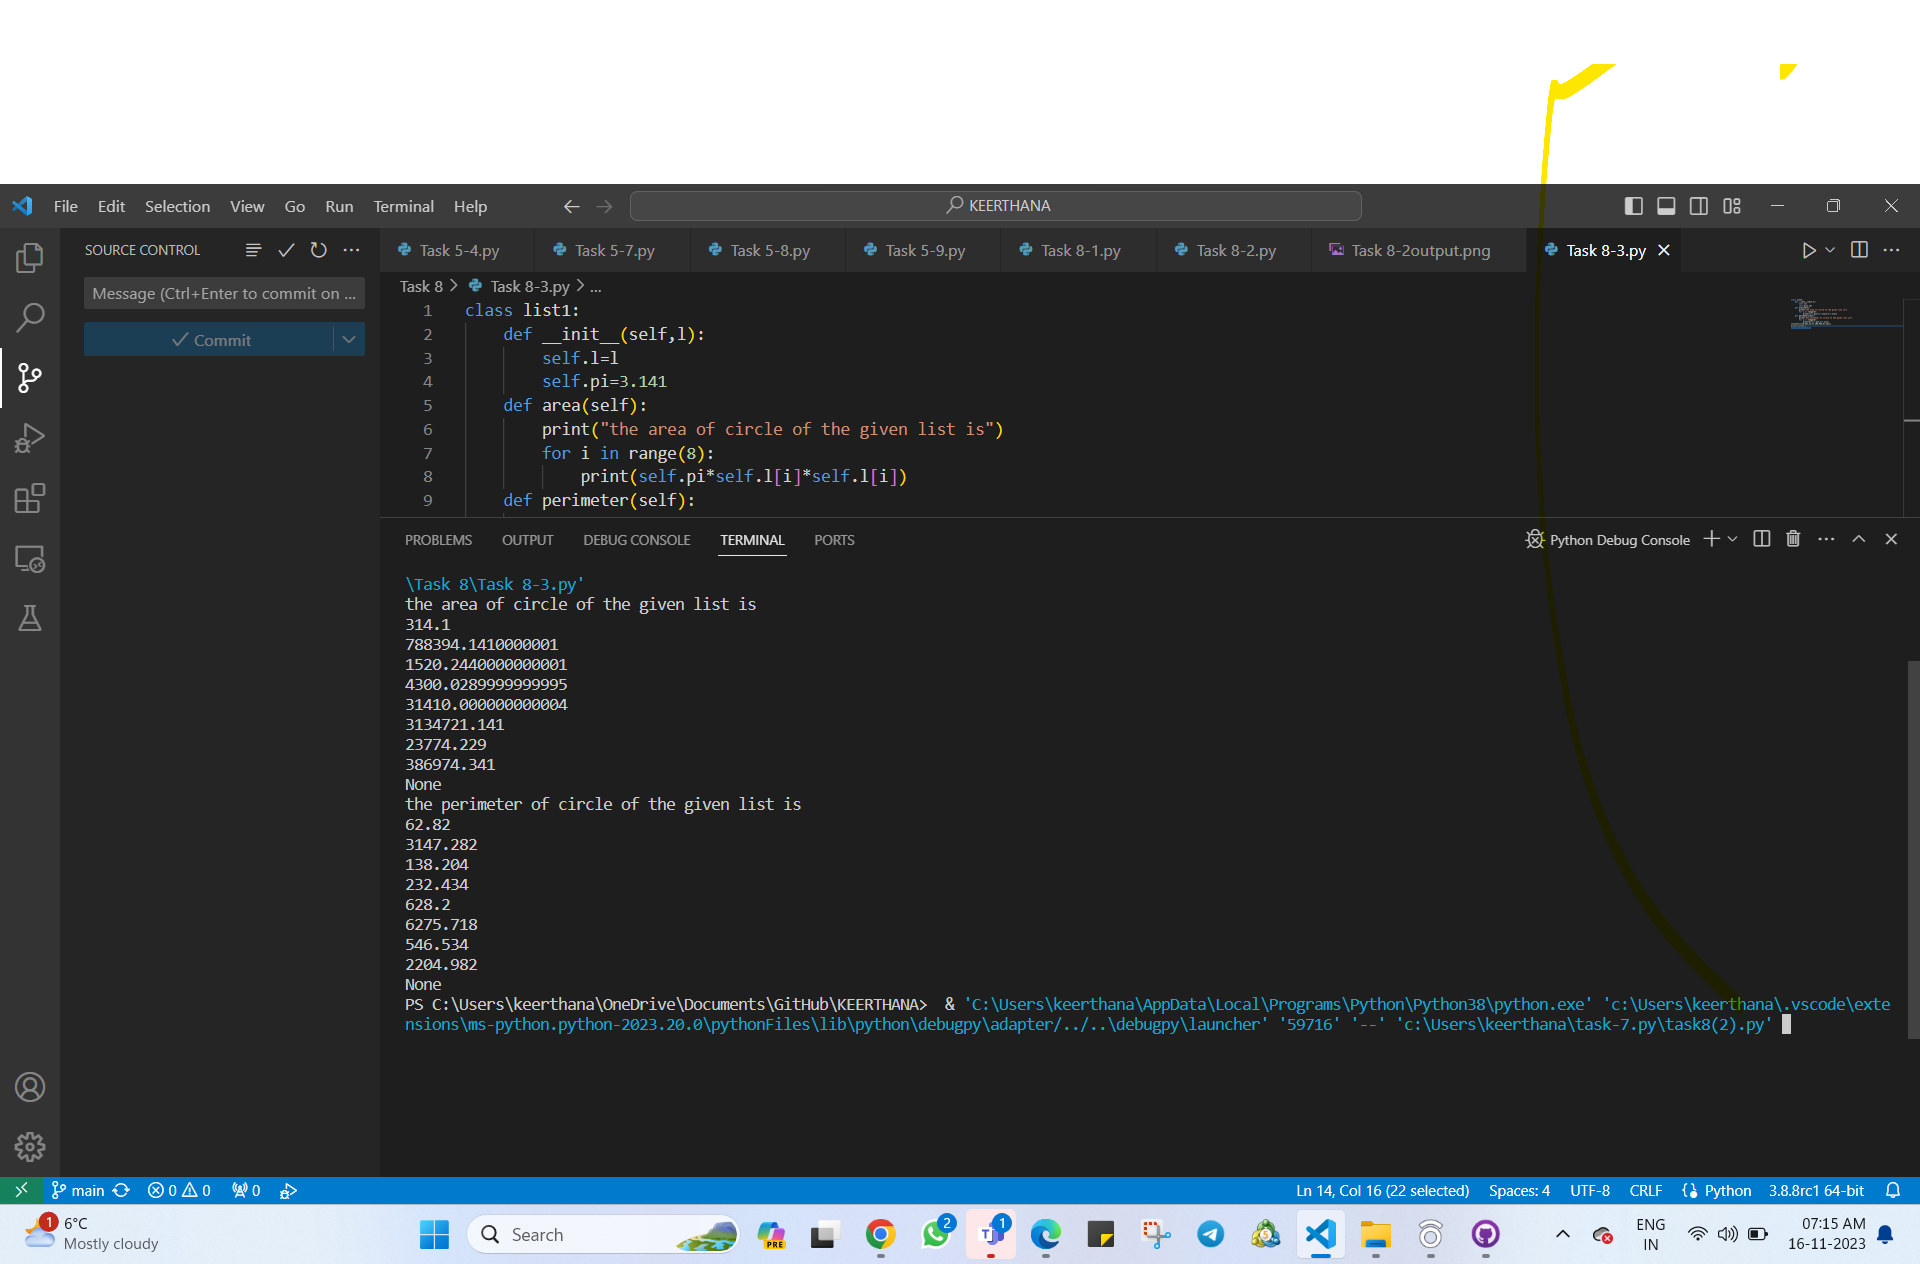 File Edit Selection View Go Run Terminal Help KEERTHANA
SOURCE CONTROL
Task 5-4.py Task 5-7.py Task 5-8.py Task 5-9.py Task 8-1.py Task 8-2.py Task 8-2output.png Task 8-3.py
Message (Ctrl+Enter to commit on ...
Commit
Task 8 > Task 8-3.py > ...
1 class list1:
2 def __init__(self,l):
3 self.l=l
4 self.pi=3.141
5 def area(self):
6 print("the area of circle of the given list is")
7 for i in range(8):
8 print(self.pi*self.l[i]*self.l[i])
9 def perimeter(self):
PROBLEMS OUTPUT DEBUG CONSOLE TERMINAL PORTS Python Debug Console
\Task 8\Task 8-3.py'
the area of circle of the given list is
314.1
788394.1410000001
1520.2440000000001
4300.0289999999995
31410.000000000004
3134721.141
23774.229
386974.341
None
the perimeter of circle of the given list is
62.82
3147.282
138.204
232.434
628.2
6275.718
546.534
2204.982
None
PS C:\Users\keerthana\OneDrive\Documents\GitHub\KEERTHANA>  & 'C:\Users\keerthana\AppData\Local\Programs\Python\Python38\python.exe' 'c:\Users\keerthana\.vscode\exte
nsions\ms-python.python-2023.20.0\pythonFiles\lib\python\debugpy\adapter/../..\debugpy\launcher' '59716' '--' 'c:\Users\keerthana\task-7.py\task8(2).py'
main 0 0 0 Ln 14, Col 16 (22 selected) Spaces: 4 UTF-8 CRLF Python 3.8.8rc1 64-bit
1 6°C
Mostly cloudy
Search
PRE
2
1
ENG
IN
07:15 AM
16-11-2023